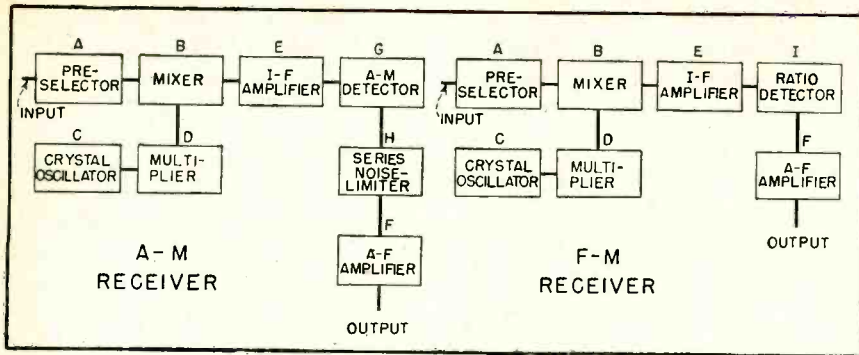 A
B
E
G
PRE-
SELECTOR
MIXER
I-F
AMPLIFIER
A-M
DETECTOR
INPUT
C
D
H
CRYSTAL
OSCILLATOR
MULTI-
PLIER
SERIES
NOISE-
LIMITER
F
A-F
AMPLIFIER
A-M
RECEIVER
OUTPUT
A
B
E
I
PRE-
SELECTOR
MIXER
I-F
AMPLIFIER
RATIO
DETECTOR
INPUT
C
D
F
CRYSTAL
OSCILLATOR
MULTI-
PLIER
A-F
AMPLIFIER
OUTPUT
F-M
RECEIVER